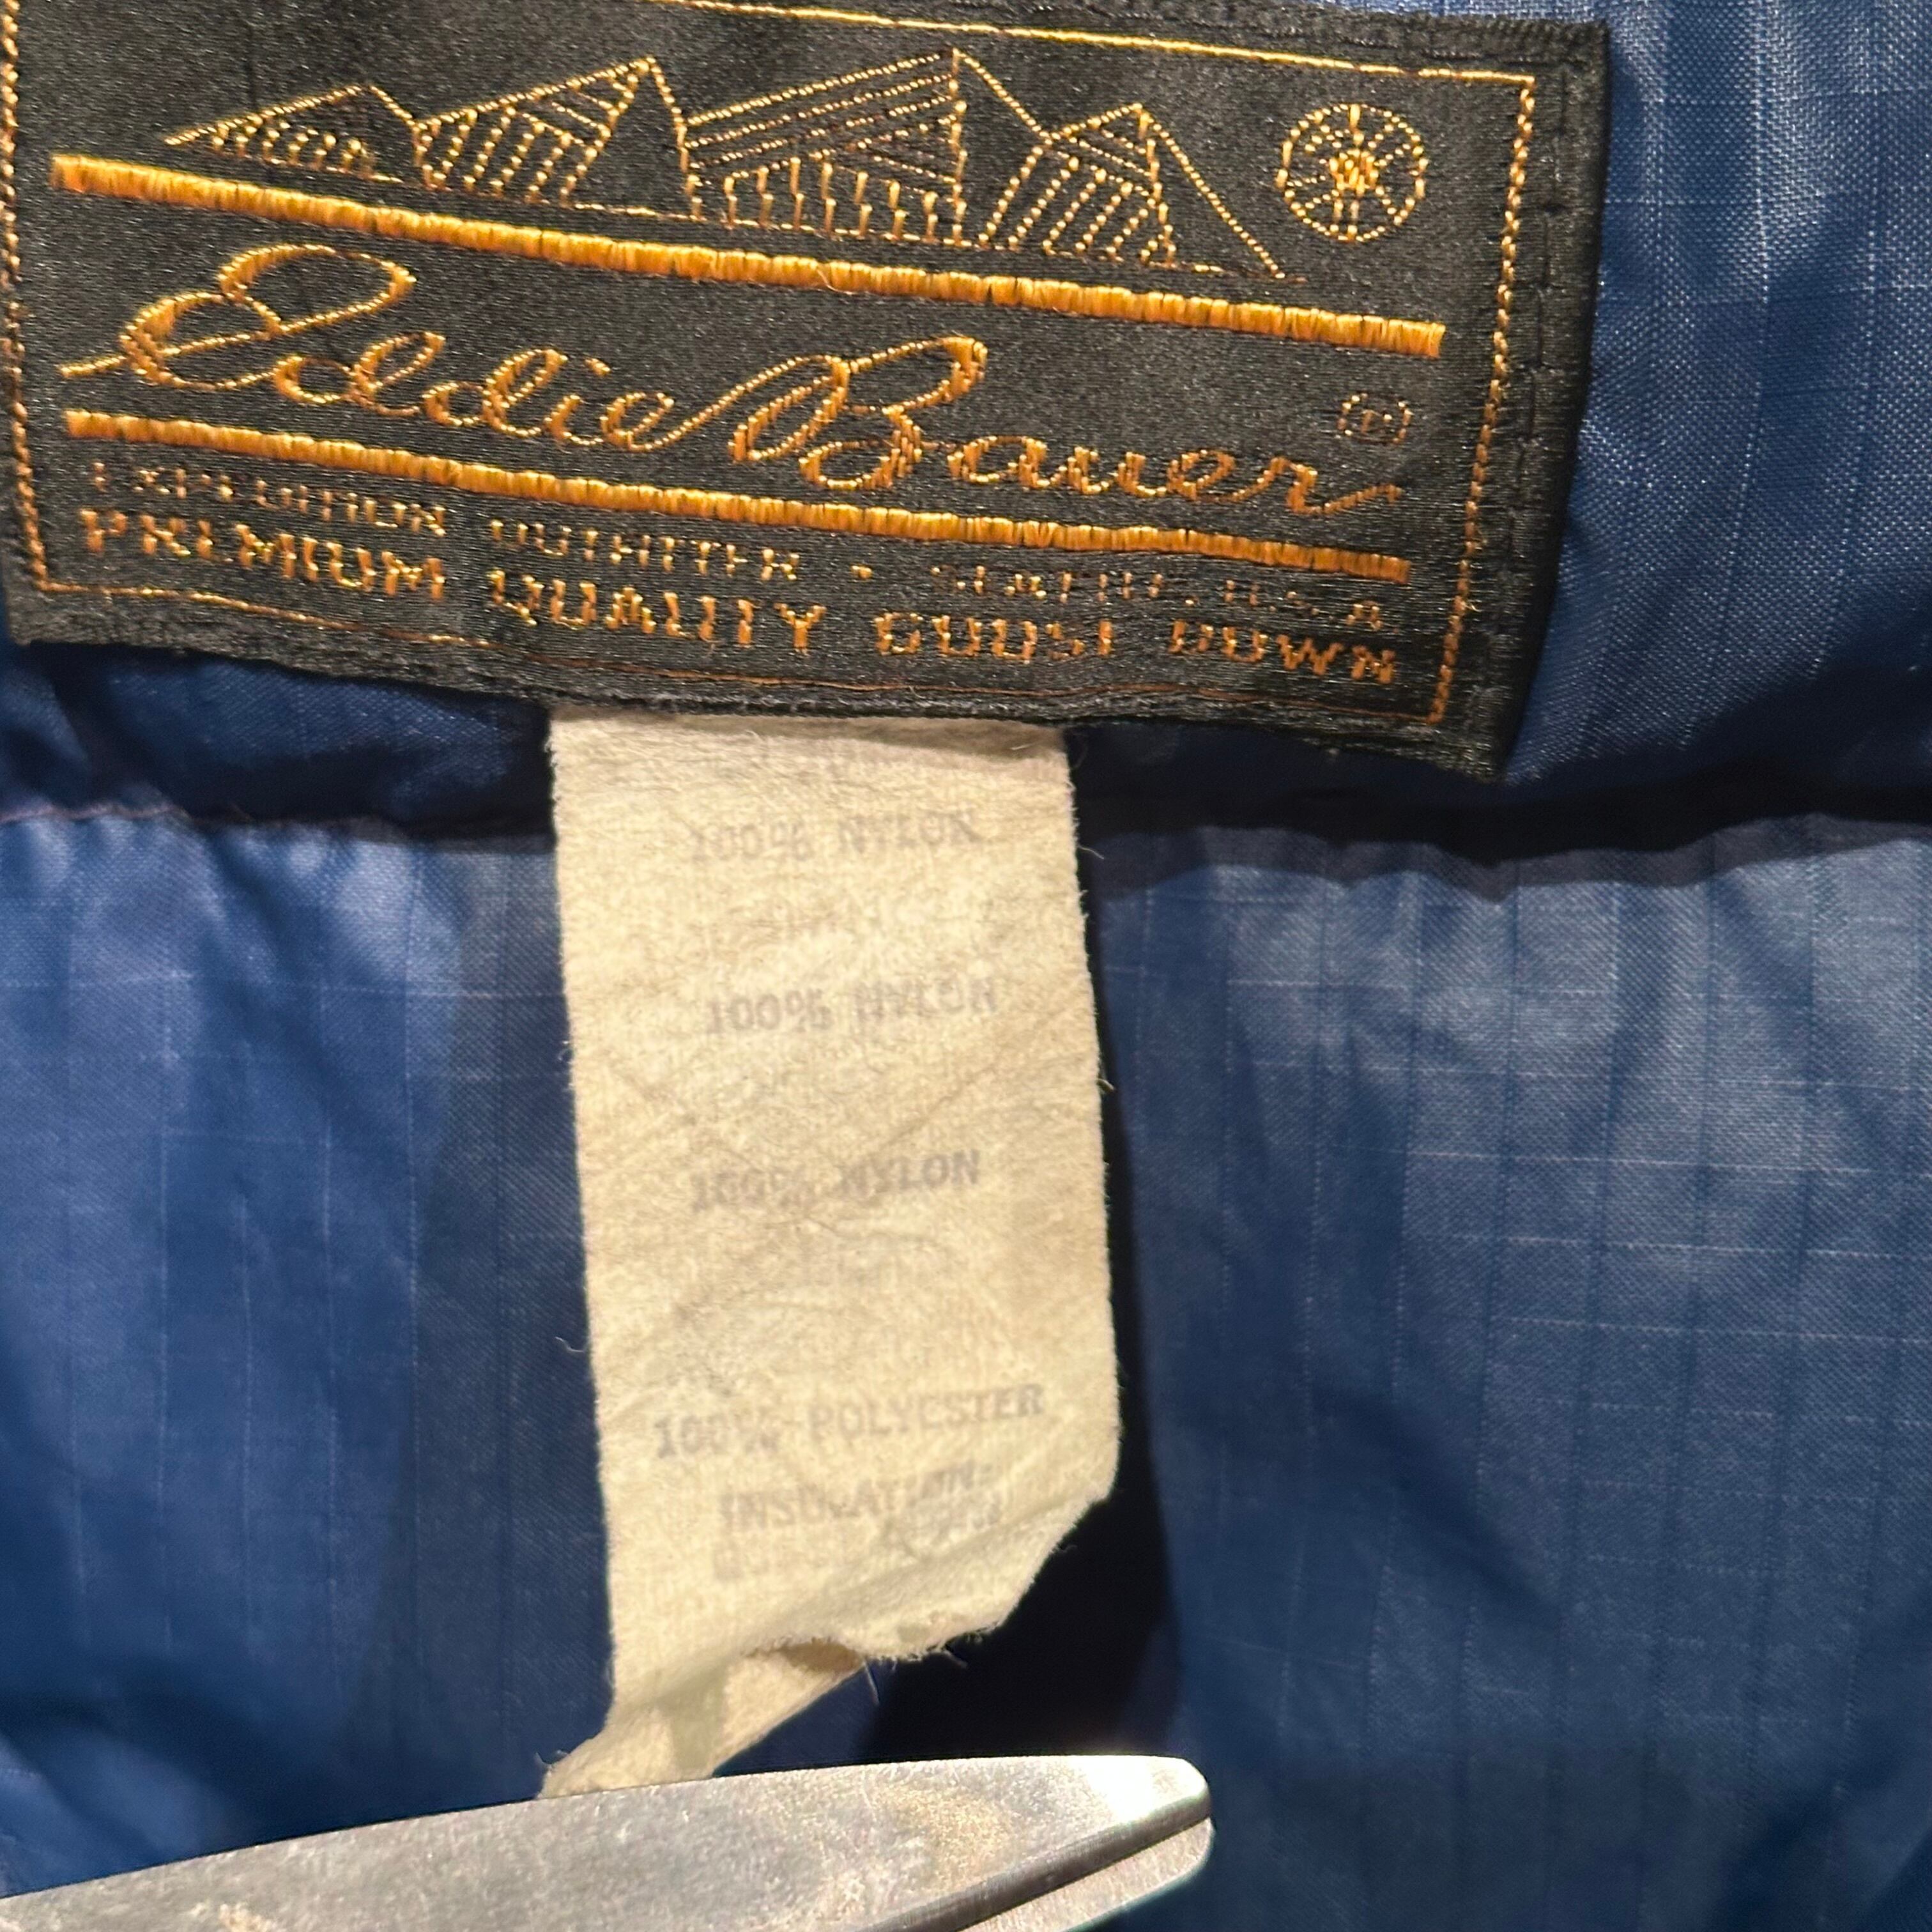 Eddie Bauer ®
EXPEDITION OUTFITTER • SEATTLE, U.S.A
PREMIUM QUALITY GOOSE DOWN
100% NYLON
100% NYLON
100% NYLON
100% POLYESTER
INSULATION: